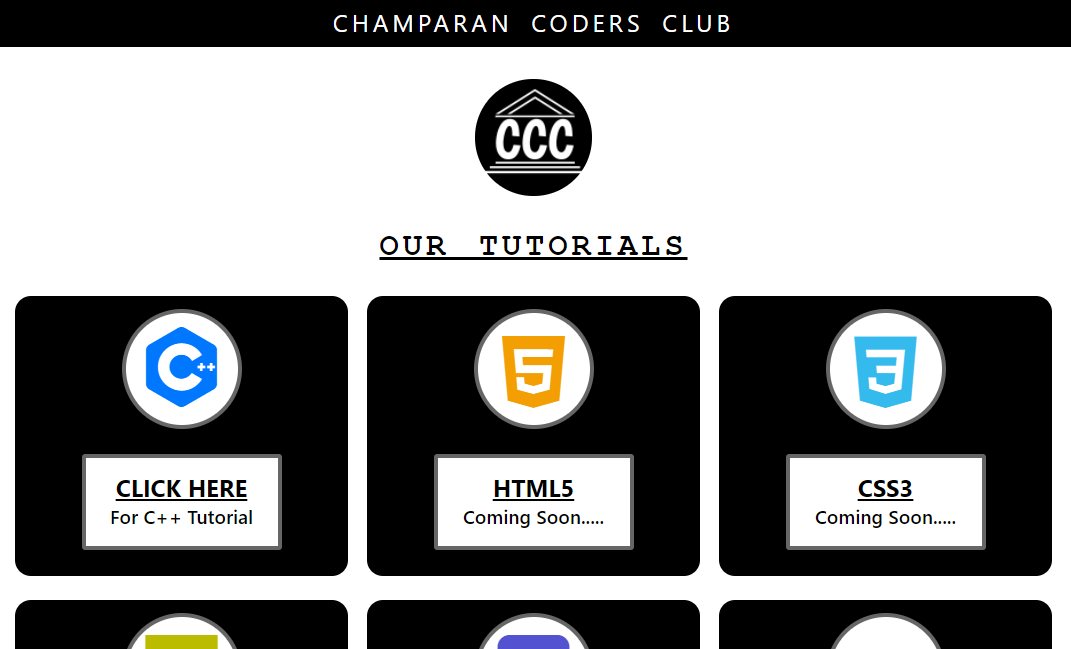 CHAMPARAN CODERS CLUB
CCC
OUR TUTORIALS
C++
5
3
CLICK HERE
For C++ Tutorial
HTML5
Coming Soon.....
CSS3
Coming Soon.....